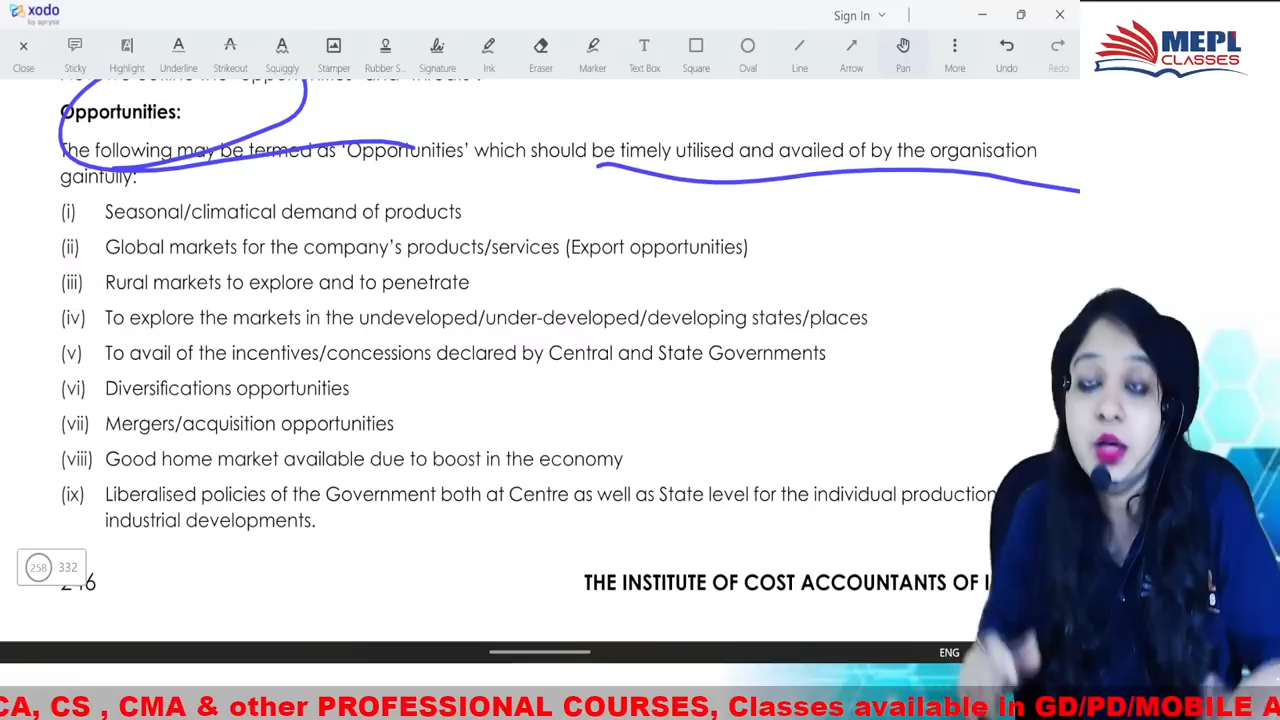 xodo
by apryse
Sign In
Close
Sticky
Highlight
Underline
Strikeout
Squiggly
Stamper
Rubber S
Signature
Pencil
Eraser
Marker
Text Box
Square
Oval
Line
Arrow
Pan
More
Undo
Redo
MEPL
CLASSES
Opportunities:
The following may be termed as ‘Opportunities’ which should be timely utilised and availed of by the organisation
gainfully:
(i) Seasonal/climatical demand of products
(ii) Global markets for the company’s products/services (Export opportunities)
(iii) Rural markets to explore and to penetrate
(iv) To explore the markets in the undeveloped/under-developed/developing states/places
(v) To avail of the incentives/concessions declared by Central and State Governments
(vi) Diversifications opportunities
(vii) Mergers/acquisition opportunities
(viii) Good home market available due to boost in the economy
(ix) Liberalised policies of the Government both at Centre as well as State level for the individual production
industrial developments.
258 332
THE INSTITUTE OF COST ACCOUNTANTS OF I
ENG
CA, CS , CMA & other PROFESSIONAL COURSES, Classes available in GD/PD/MOBILE A